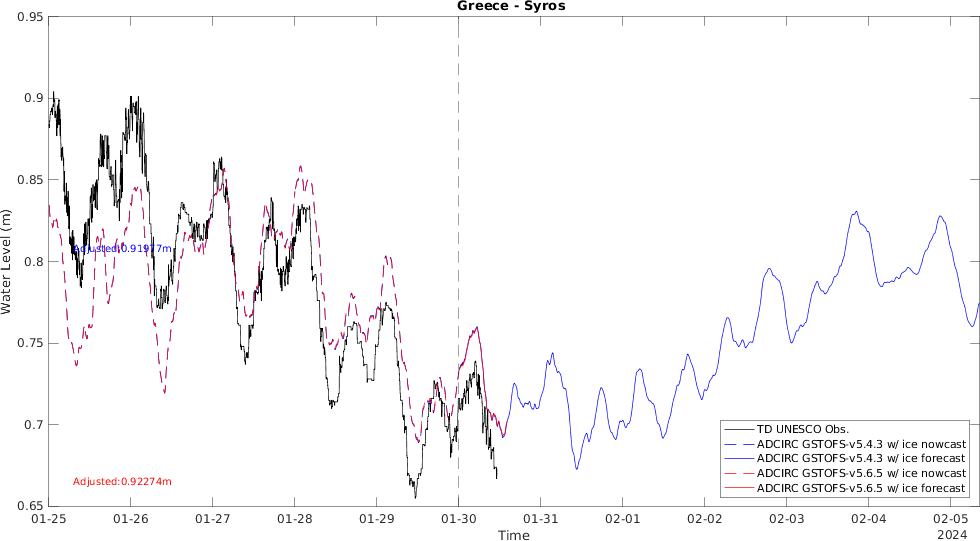 Greece - Syros
0.95
0.9
0.85
0.8
0.75
0.7
0.65
Water Level (m)
Adjusted:0.91977m
Adjusted:0.92274m
TD UNESCO Obs.
ADCIRC GSTOFS-v5.4.3 w/ ice nowcast
ADCIRC GSTOFS-v5.4.3 w/ ice forecast
ADCIRC GSTOFS-v5.6.5 w/ ice nowcast
ADCIRC GSTOFS-v5.6.5 w/ ice forecast
01-25 01-26 01-27 01-28 01-29 01-30 01-31 02-01 02-02 02-03 02-04 02-05
Time
2024